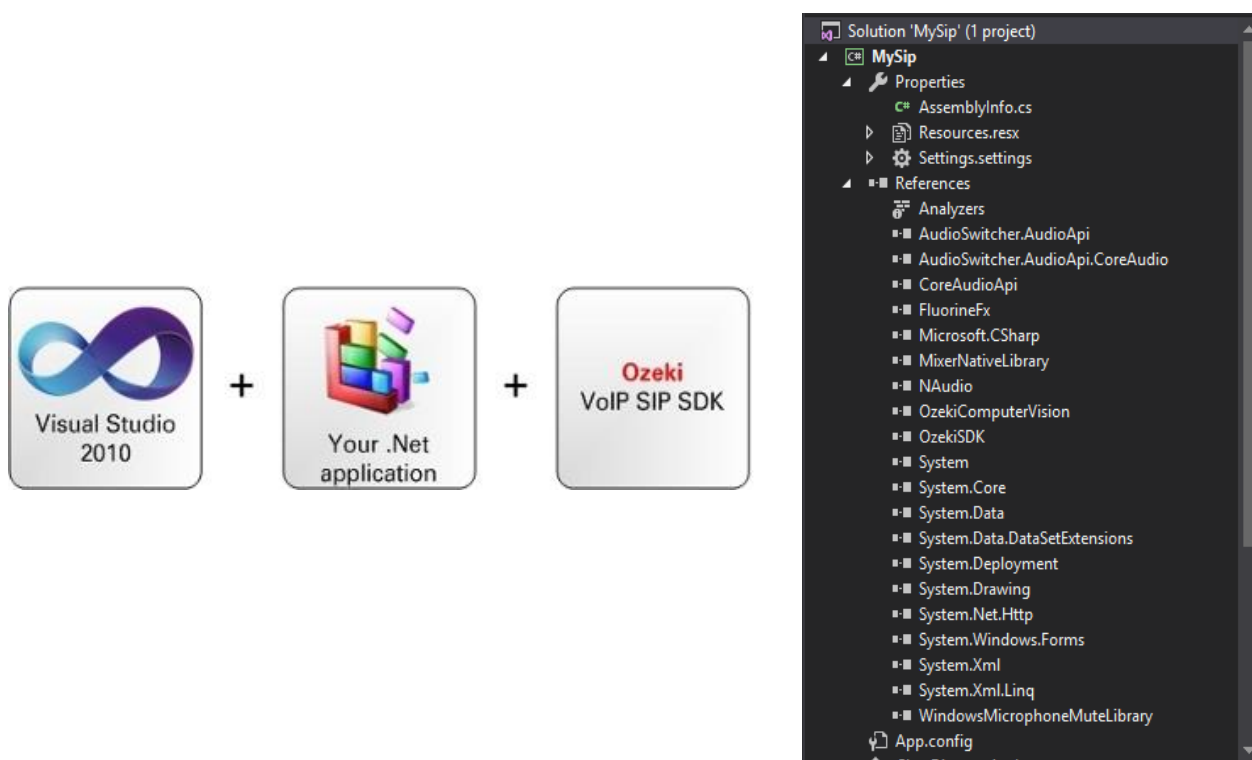 Visual Studio
2010
+
Your .Net
application
+
Ozeki
VoIP SIP SDK
Solution 'MySip' (1 project)
C# MySip
Properties
C# AssemblyInfo.cs
Resources.resx
Settings.settings
References
Analyzers
AudioSwitcher.AudioApi
AudioSwitcher.AudioApi.CoreAudio
CoreAudioApi
FluorineFx
Microsoft.CSharp
MixerNativeLibrary
NAudio
OzekiComputerVision
OzekiSDK
System
System.Core
System.Data
System.Data.DataSetExtensions
System.Deployment
System.Drawing
System.Net.Http
System.Windows.Forms
System.Xml
System.Xml.Linq
WindowsMicrophoneMuteLibrary
App.config